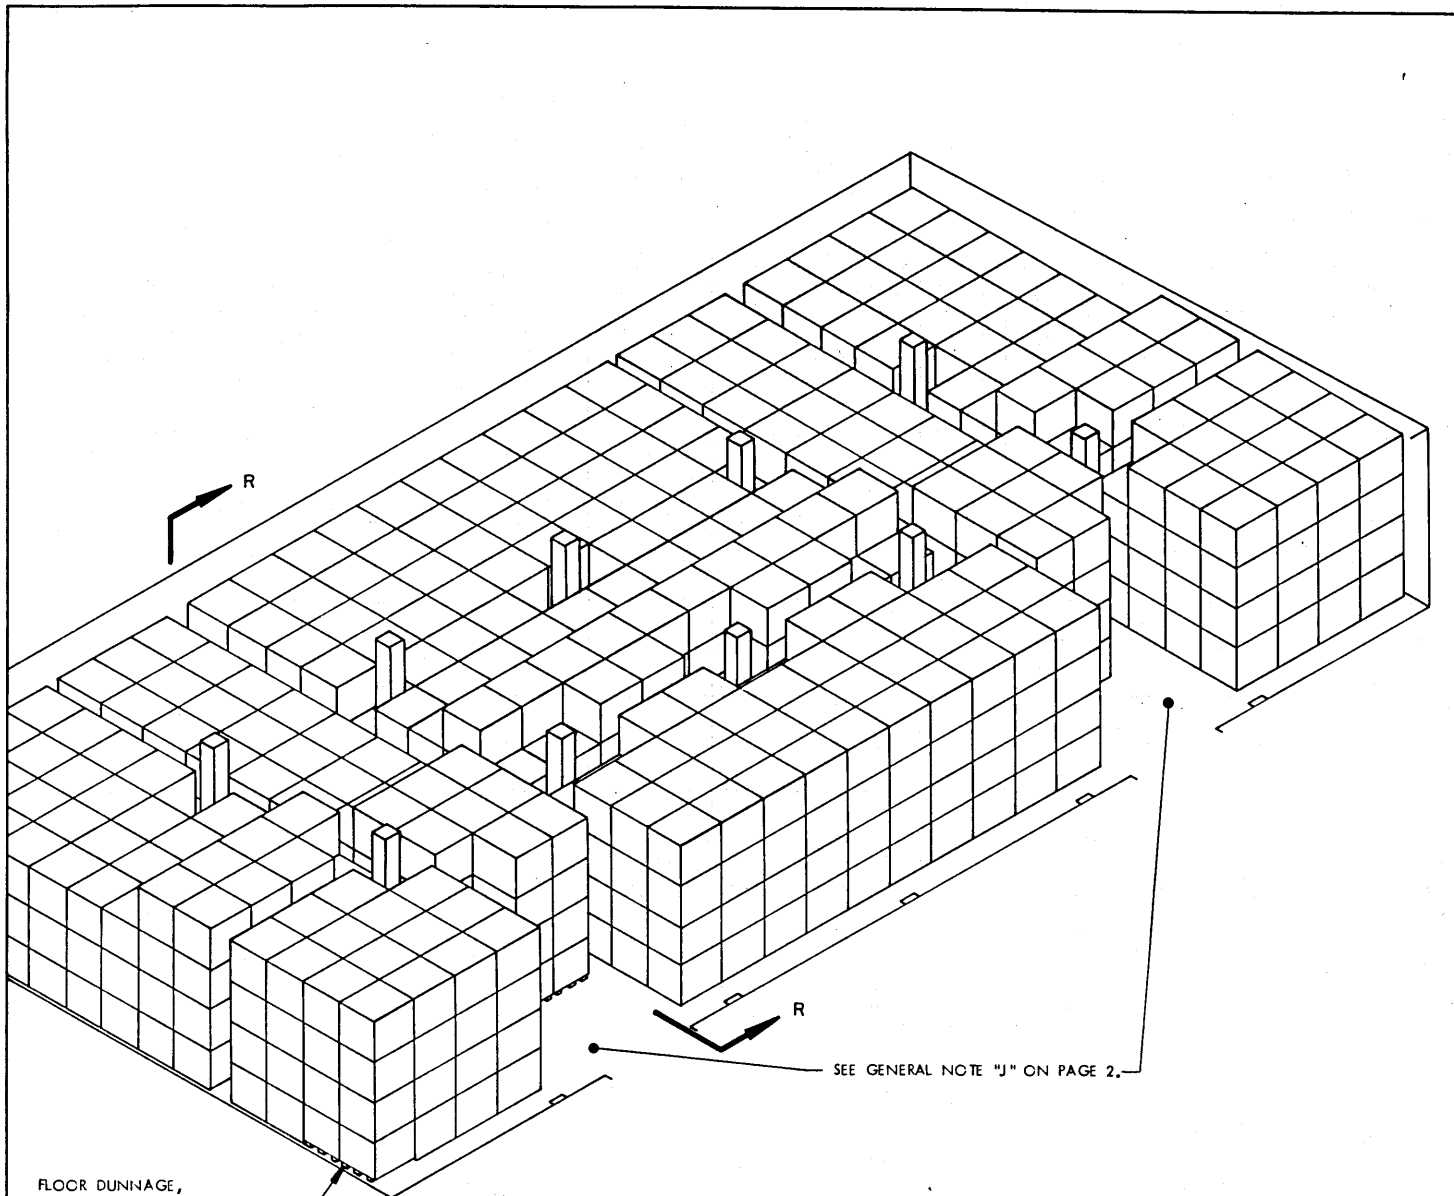 R
R
SEE GENERAL NOTE "J" ON PAGE 2.
FLOOR DUNNAGE,